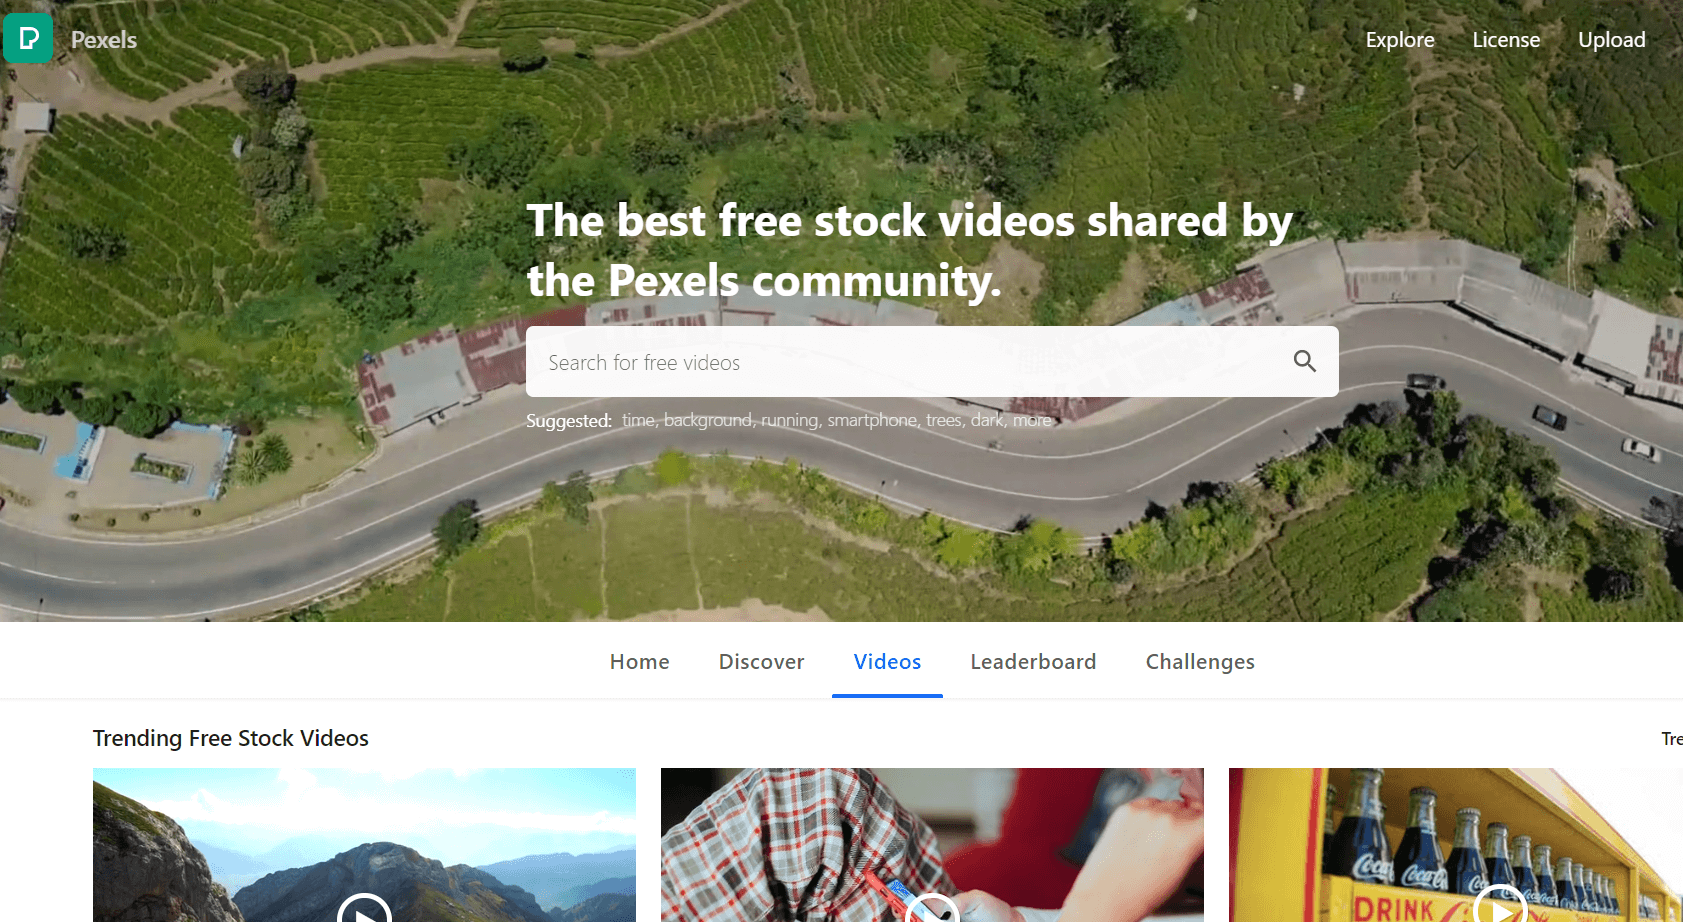 Pexels
Explore
License
Upload
The best free stock videos shared by
the Pexels community.
Search for free videos
Suggested: time, background, running, smartphone, trees, dark, more
Home
Discover
Videos
Leaderboard
Challenges
Trending Free Stock Videos
Tre
Coca
Coca
DRINK